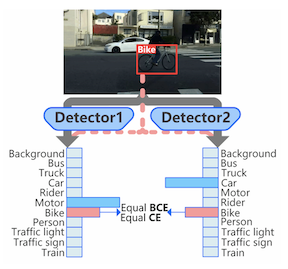 Bike
Detector1 Detector2
Background Background
Bus Bus
Truck Truck
Car Car
Rider Rider
Motor Motor
Bike Equal BCE Bike
Person Equal CE Person
Traffic light Traffic light
Traffic sign Traffic sign
Train Train